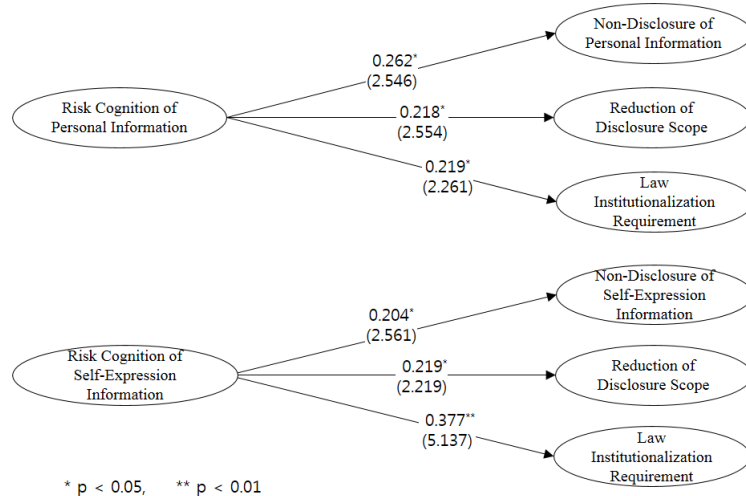 Non-Disclosure of
Personal Information
0.262*
(2.546)
Risk Cognition of
Personal Information
0.218*
(2.554)
Reduction of
Disclosure Scope
0.219*
(2.261)
Law
Institutionalization
Requirement
Non-Disclosure of
Self-Expression
Information
0.204*
(2.561)
Risk Cognition of
Self-Expression
Information
0.219*
(2.219)
Reduction of
Disclosure Scope
0.377**
(5.137)
Law
Institutionalization
Requirement
* p < 0.05, ** p < 0.01